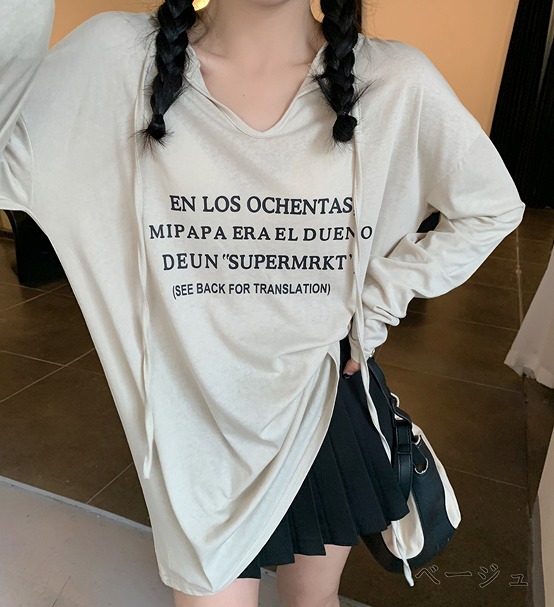 EN LOS OCHENTAS,
MIPAPA ERA EL DUENO
DEUN "SUPERMRKT",
(SEE BACK FOR TRANSLATION)
ベージュ